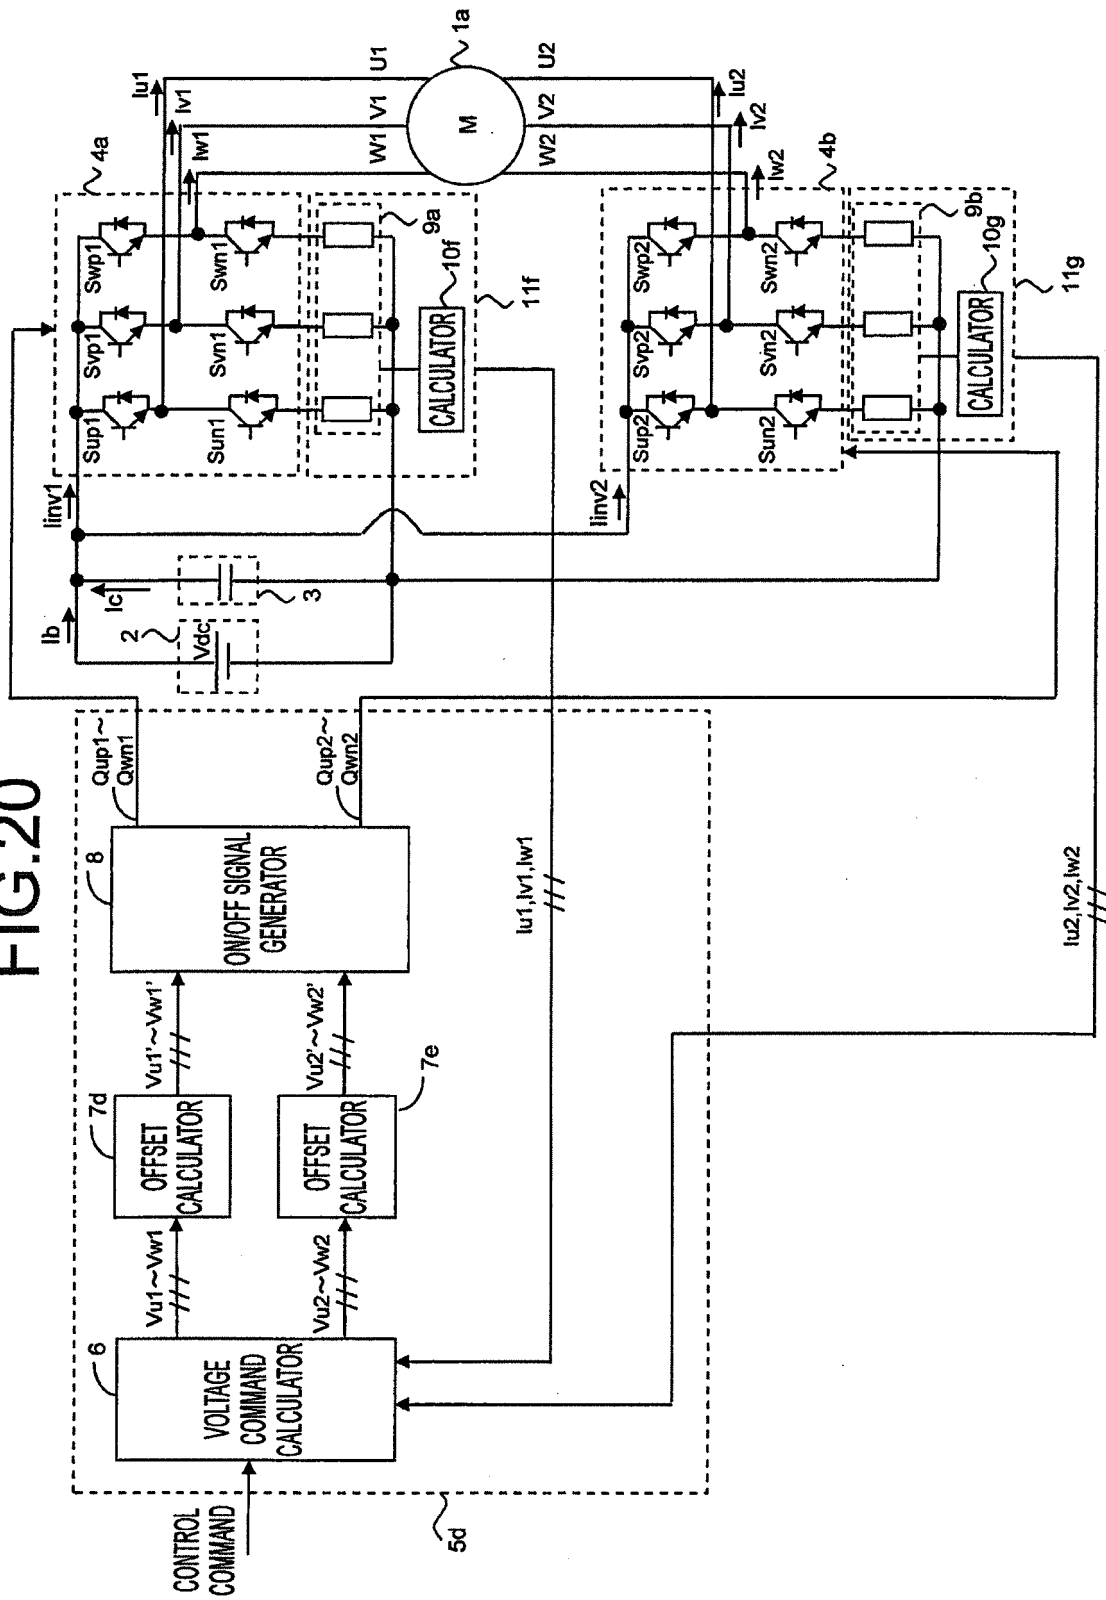 FIG.20
CONTROL
COMMAND
5d
6
VOLTAGE
COMMAND
CALCULATOR
Vu1~Vw1
Vu2~Vw2
7d
OFFSET
CALCULATOR
OFFSET
CALCULATOR
7e
Vu1'~Vw1'
Vu2'~Vw2'
8
ON/OFF SIGNAL
GENERATOR
Qup1~
Qwn1
Qup2~
Qwn2
Iu1,Iv1,Iw1
Iu2,Iv2,Iw2
Ib
2
Vdc
Ic
3
Iinv1
Iinv2
Sup1
Svp1
Swp1
Sun1
Svn1
Swn1
4a
9a
CALCULATOR
10f
11f
Iu1
Iv1
Iw1
U1
V1
W1
1a
M
U2
V2
W2
Iu2
Iv2
Iw2
Sup2
Svp2
Swp2
Sun2
Svn2
Swn2
4b
9b
CALCULATOR
10g
11g